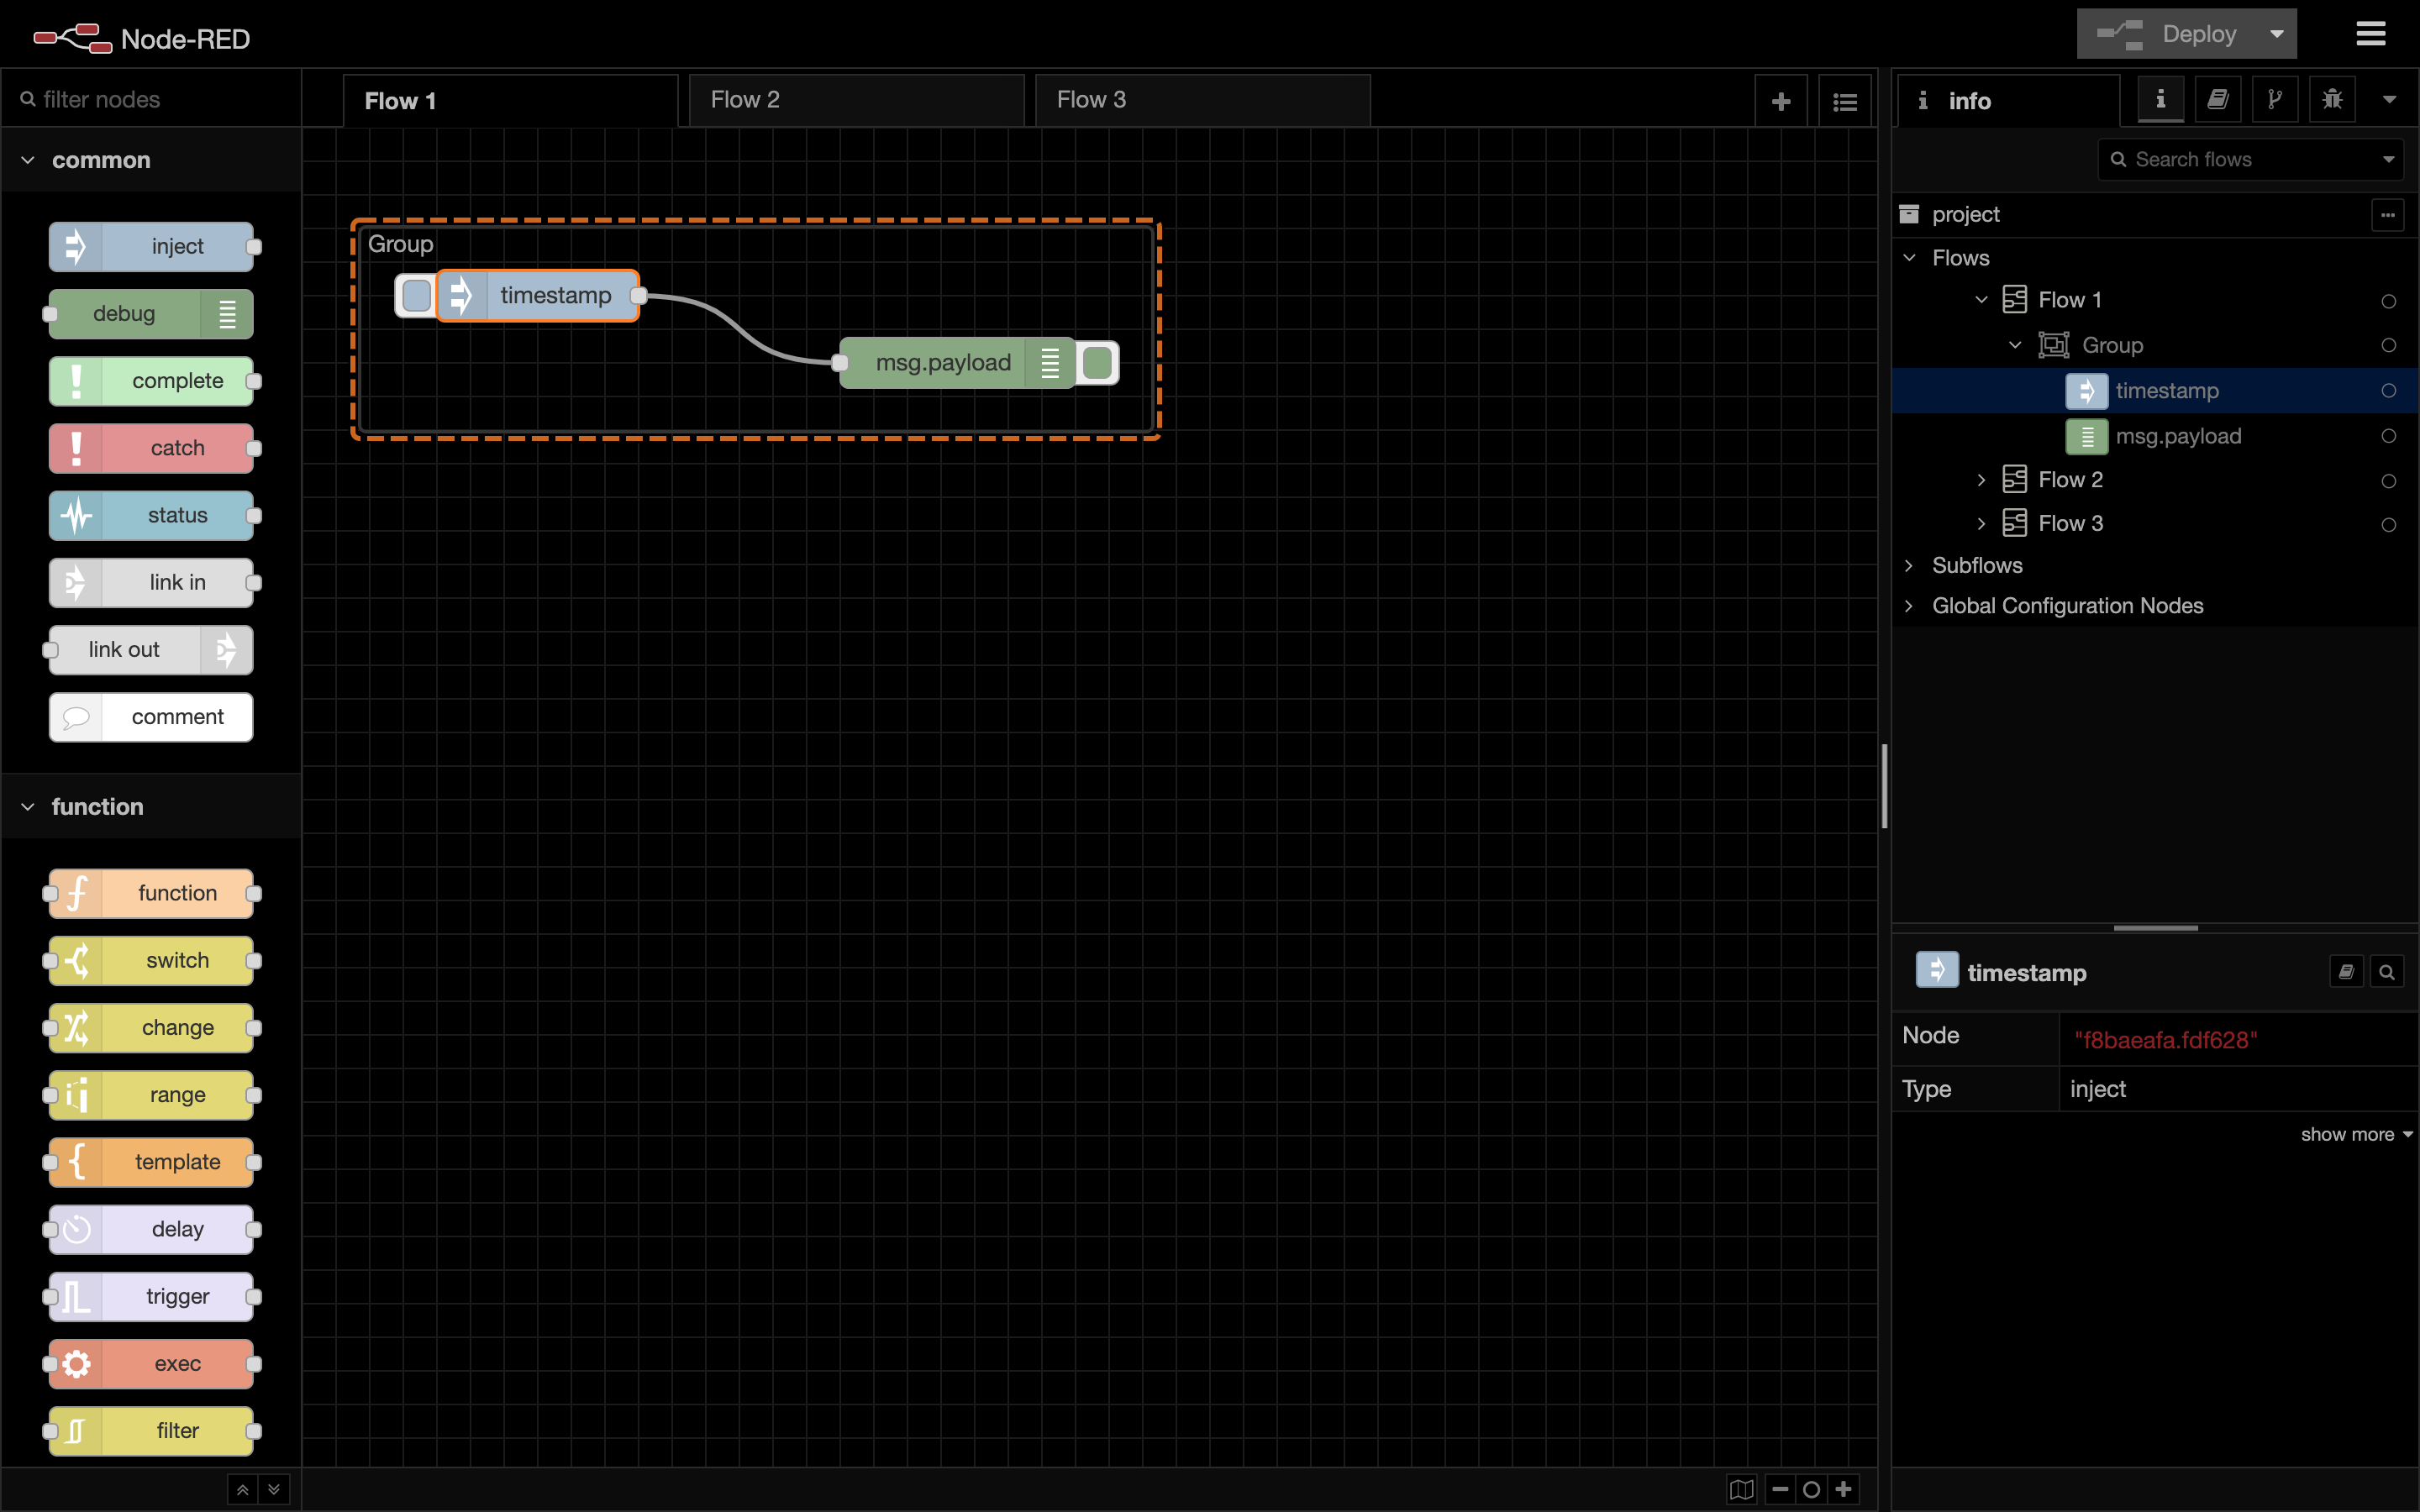 Node-RED
Deploy
filter nodes
Flow 1
Flow 2
Flow 3
info
Search flows
common
inject
debug
complete
catch
status
link in
link out
comment
function
function
switch
change
range
template
delay
trigger
exec
filter
Group
timestamp
msg.payload
project
Flows
Flow 1
Group
timestamp
msg.payload
Flow 2
Flow 3
Subflows
Global Configuration Nodes
timestamp
Node "f8baeafa.fdf628"
Type inject
show more